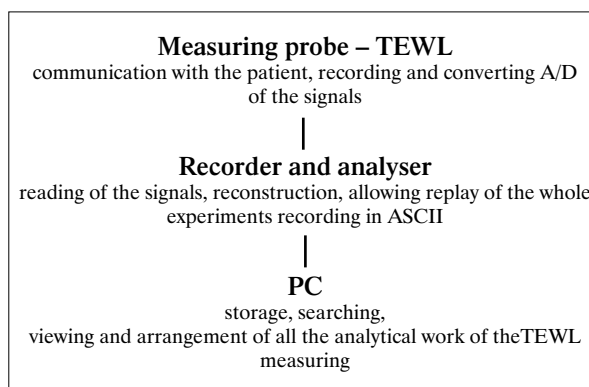 Measuring probe – TEWL
communication with the patient, recording and converting A/D
of the signals
Recorder and analyser
reading of the signals, reconstruction, allowing replay of the whole
experiments recording in ASCII
PC
storage, searching,
viewing and arrangement of all the analytical work of theTEWL
measuring